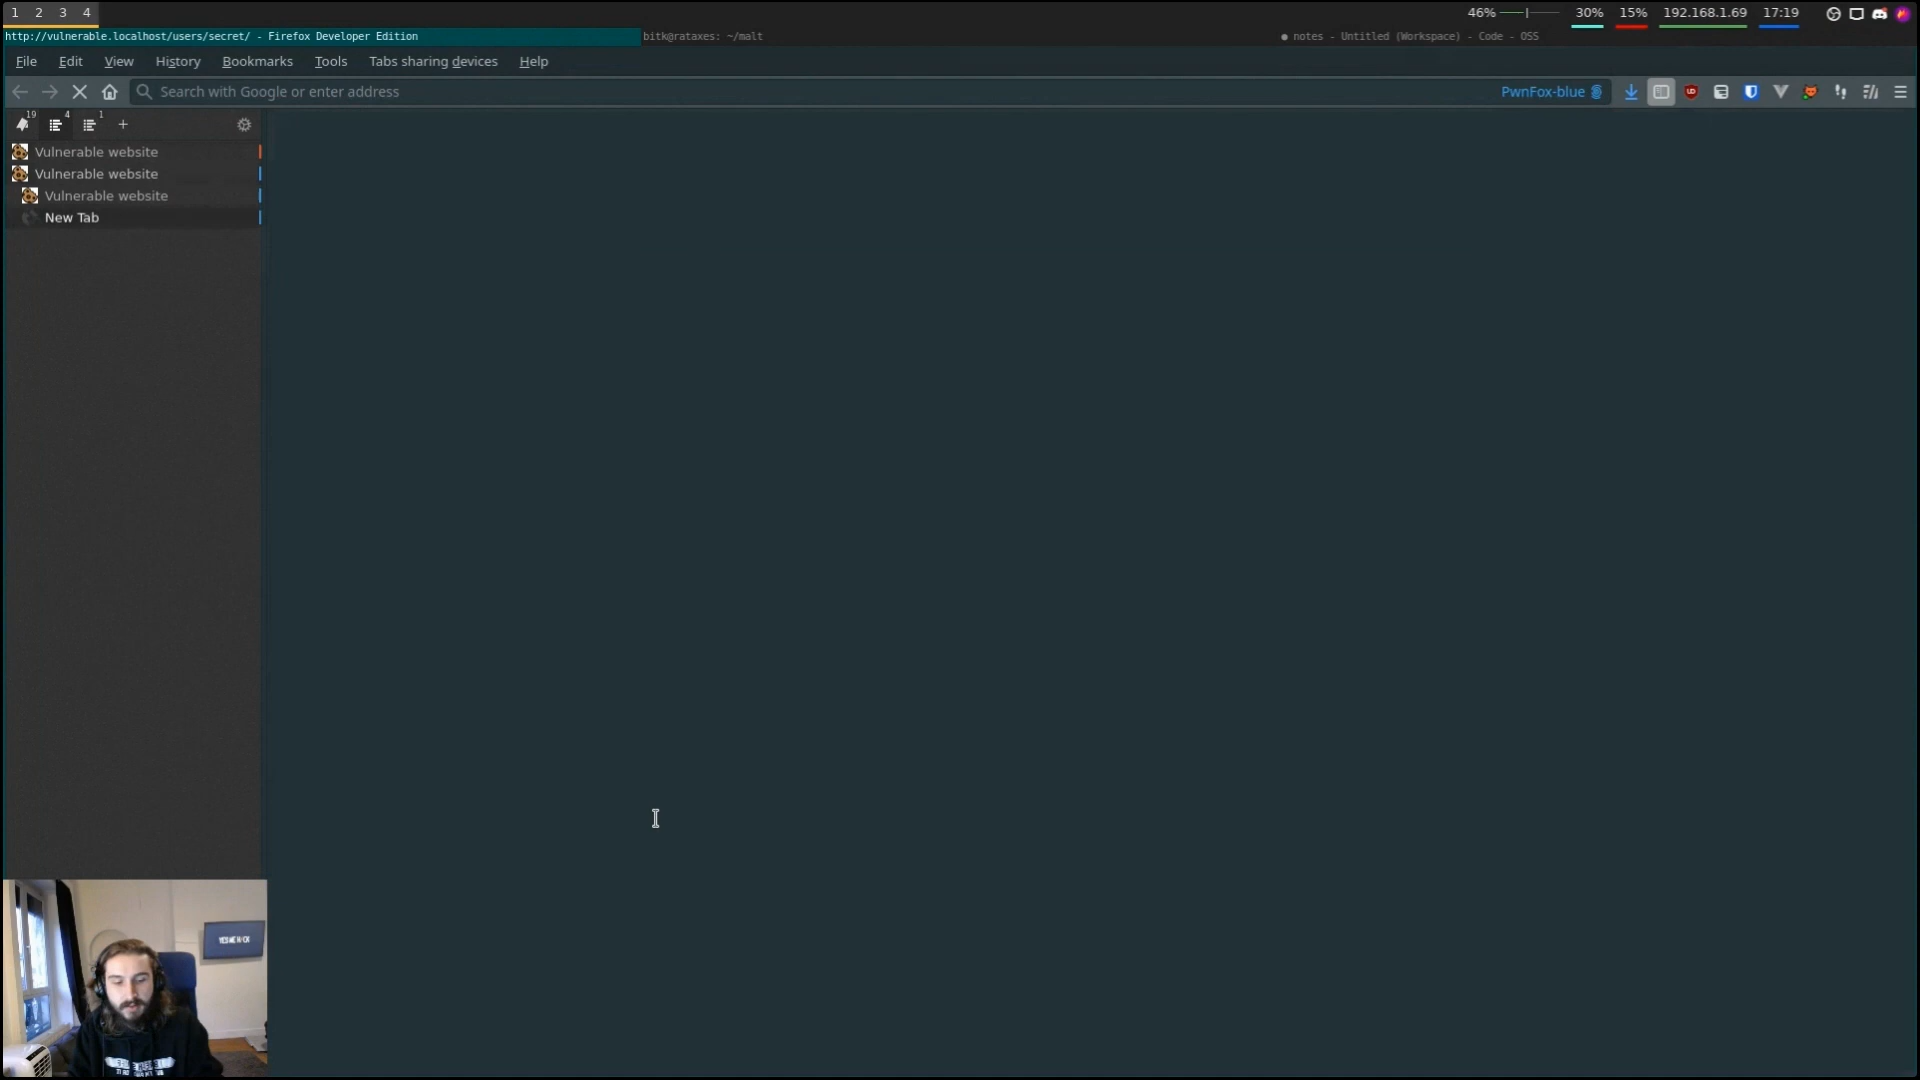 1 2 3 4
46% 30% 15% 192.168.1.69 17:19
http://vulnerable.localhost/users/secret/ - Firefox Developer Edition
bitk@rataxes: ~/malt
● notes - Untitled (Workspace) - Code - OSS
File Edit View History Bookmarks Tools Tabs sharing devices Help
Search with Google or enter address
PwnFox-blue
19 4 1 +
Vulnerable website
Vulnerable website
Vulnerable website
New Tab